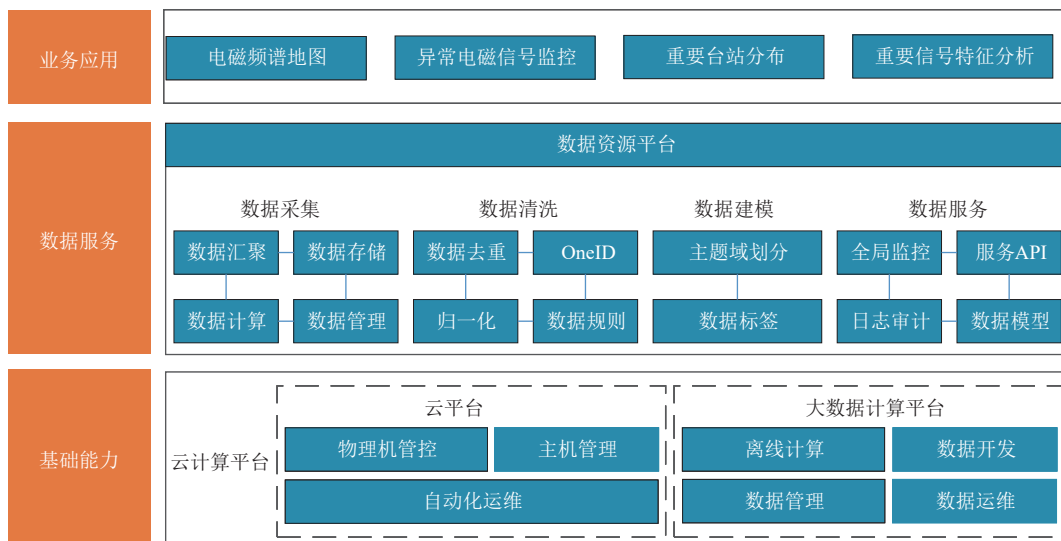 业务应用
电磁频谱地图 异常电磁信号监控 重要台站分布 重要信号特征分析
数据资源平台
数据服务
数据采集 数据清洗 数据建模 数据服务
数据汇聚 数据存储 数据去重 OneID 主题域划分 全局监控 服务API
数据计算 数据管理 归一化 数据规则 数据标签 日志审计 数据模型
基础能力
云计算平台
云平台 大数据计算平台
物理机管控 主机管理 离线计算 数据开发
自动化运维 数据管理 数据运维